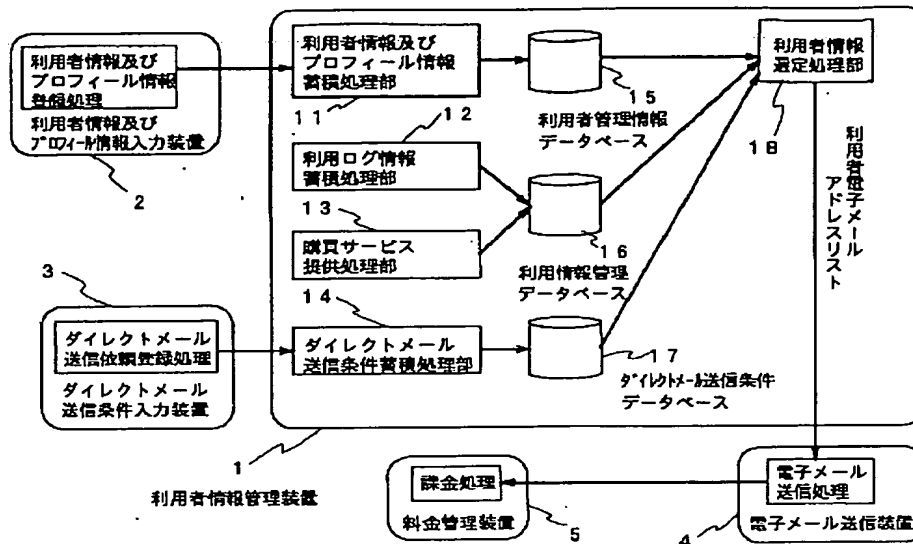 利用者情報及び
プロフィール情報
登録処理
利用者情報及び
プロフィール情報入力装置
2
利用者情報及び
プロフィール情報
蓄積処理部
11
12
利用ログ情報
蓄積処理部
13
購買サービス
提供処理部
14
ダイレクトメール
送信条件蓄積処理部
15
利用者管理情報
データベース
16
利用情報管理
データベース
17
ダイレクトメール送信条件
データベース
利用者情報
選定処理部
18
利用者電子メール
アドレスリスト
3
ダイレクトメール
送信依頼登録処理
ダイレクトメール
送信条件入力装置
1
利用者情報管理装置
課金処理
料金管理装置
5
電子メール
送信処理
4
電子メール送信装置